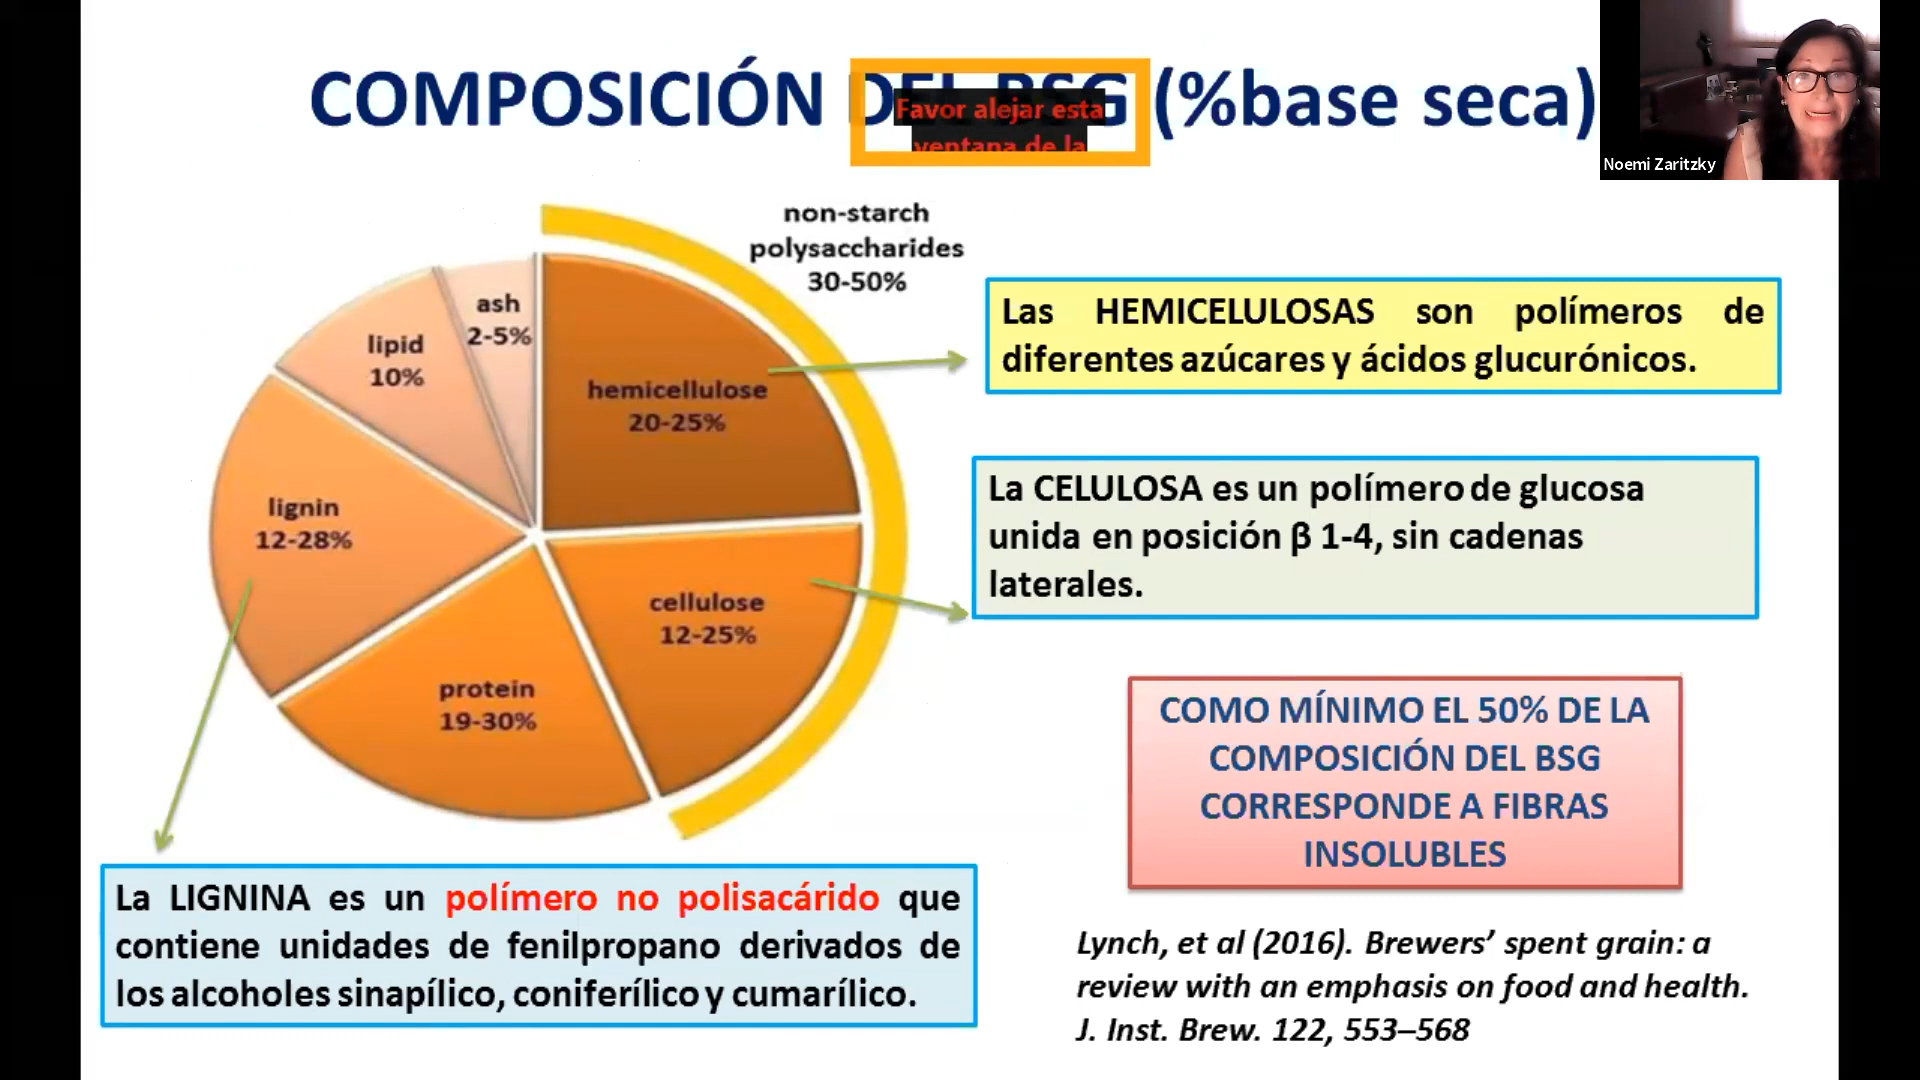 COMPOSICIÓN DEL BSG (%base seca)
Favor alejar esta
ventana de la
Noemi Zaritzky
non-starch
polysaccharides
30-50%
ash
2-5%
lipid
10%
hemicellulose
20-25%
lignin
12-28%
cellulose
12-25%
protein
19-30%
Las HEMICELULOSAS son polímeros de
diferentes azúcares y ácidos glucurónicos.
La CELULOSA es un polímero de glucosa
unida en posición β 1-4, sin cadenas
laterales.
COMO MÍNIMO EL 50% DE LA
COMPOSICIÓN DEL BSG
CORRESPONDE A FIBRAS
INSOLUBLES
La LIGNINA es un polímero no polisacárido que
contiene unidades de fenilpropano derivados de
los alcoholes sinapílico, coniferílico y cumarílico.
Lynch, et al (2016). Brewers’ spent grain: a
review with an emphasis on food and health.
J. Inst. Brew. 122, 553–568